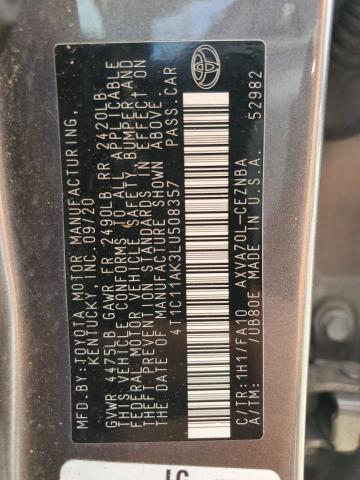 MFD.BY:TOYOTA MOTOR MANUFACTURING,
KENTUCKY, INC. 09/20
GVWR 4475LB GAWR FR 2490LB RR 2420LB
THIS VEHICLE CONFORMS TO ALL APPLICABLE
FEDERAL MOTOR VEHICLE SAFETY, BUMPER, AND
THEFT PREVENTION STANDARDS IN EFFECT ON
THE DATE OF MANUFACTURE SHOWN ABOVE.
4T1C11AK3LU508357 PASS.CAR
C/TR: 1H1/FA10 AXVA70L-CEZNBA
A/TM: /UB80E MADE IN U.S.A. 52982